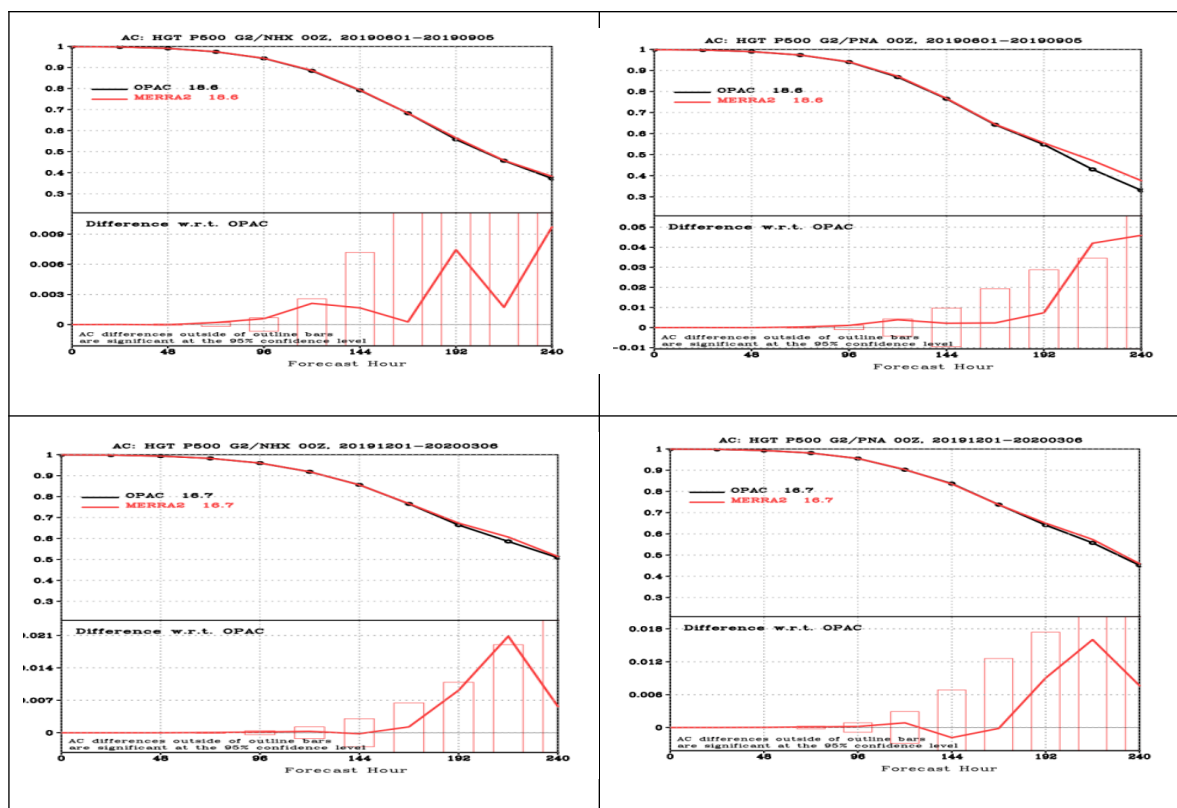 AC: HGT P500 G2/NHX 00Z, 20190601-20190905
1
0.9
0.8
0.7
0.6
0.5
0.4
0.3
OPAC 18.6
MERRA2 18.6
Difference w.r.t. OPAC
0.009
0.006
0.003
0
AC differences outside of outline bars
are significant at the 95% confidence level
0 48 96 144 192 240
Forecast Hour
AC: HGT P500 G2/PNA 00Z, 20190601-20190905
1
0.9
0.8
0.7
0.6
0.5
0.4
0.3
OPAC 18.6
MERRA2 18.6
Difference w.r.t. OPAC
0.05
0.04
0.03
0.02
0.01
0
-0.01
AC differences outside of outline bars
are significant at the 95% confidence level
0 48 96 144 192 240
Forecast Hour
AC: HGT P500 G2/NHX 00Z, 20191201-20200306
1
0.9
0.8
0.7
0.6
0.5
0.4
0.3
OPAC 16.7
MERRA2 16.7
Difference w.r.t. OPAC
.021
.014
.007
0
AC differences outside of outline bars
are significant at the 95% confidence level
0 48 96 144 192 240
Forecast Hour
AC: HGT P500 G2/PNA 00Z, 20191201-20200306
1
0.9
0.8
0.7
0.6
0.5
0.4
0.3
OPAC 16.7
MERRA2 16.7
Difference w.r.t. OPAC
0.018
0.012
0.006
0
AC differences outside of outline bars
are significant at the 95% confidence level
0 48 96 144 192 240
Forecast Hour